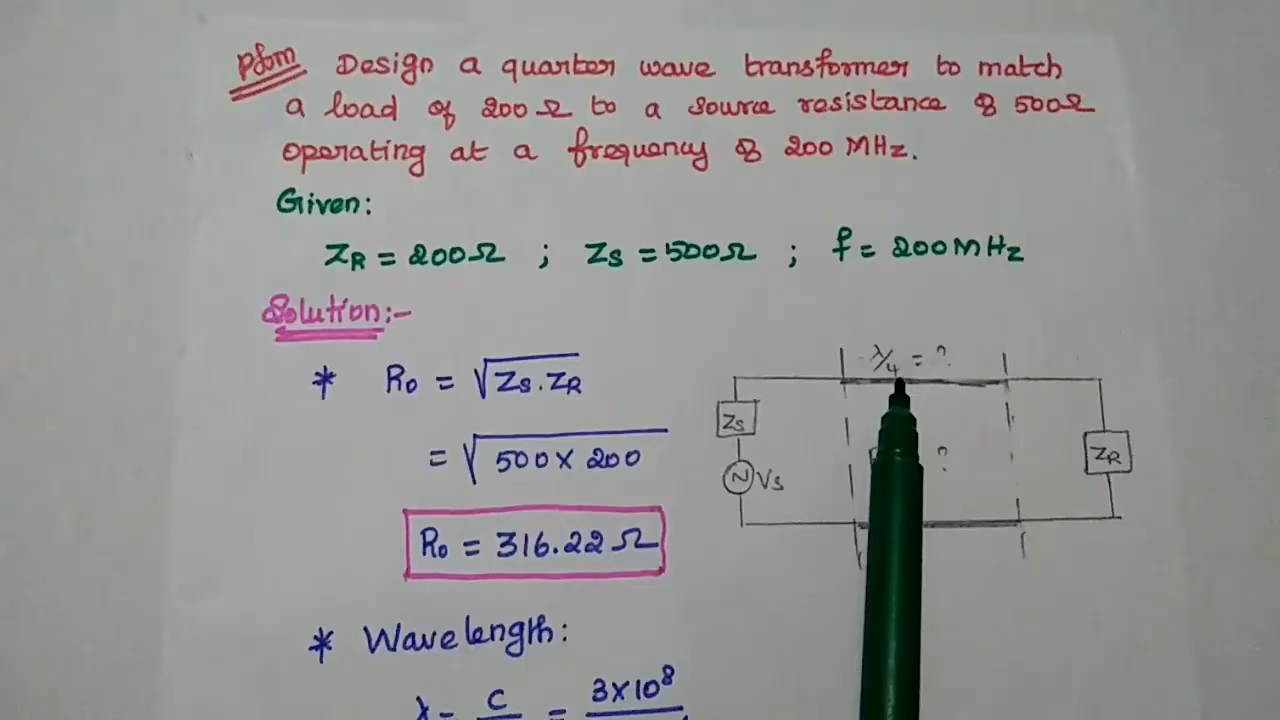 Pblm Design a quarter wave transformer to match
a load of 200Ω to a source resistance of 500Ω
operating at a frequency of 200 MHz.
Given:
ZR = 200Ω ; ZS = 500Ω ; f = 200MHz
Solution:-
* R0 = √ZS.ZR
= √500 × 200
R0 = 316.22Ω
λ/4 = ?
ZS
VS
?
ZR
* Wavelength:
λ = C = 3×10⁸